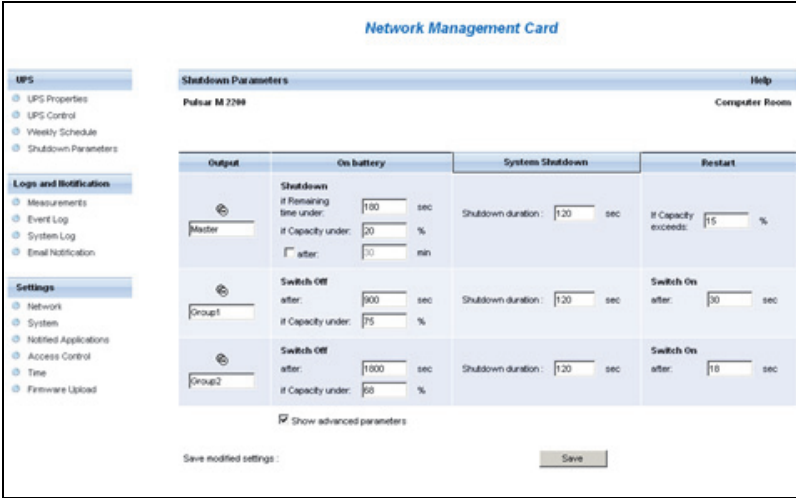 Network Management Card
UPS
UPS Properties
UPS Control
Weekly Schedule
Shutdown Parameters
Logs and Notification
Measurements
Event Log
System Log
Email Notification
Settings
Network
System
Notified Applications
Access Control
Time
Firmware Upload
Shutdown Parameters Help
Pulsar M 2200 Computer Room
Output On battery System Shutdown Restart
Master
Shutdown
if Remaining
time under: 180 sec
if Capacity under: 20 %
after: 30 min
Shutdown duration : 120 sec
If Capacity
exceeds: 15 %
Group1
Switch Off
after: 900 sec
if Capacity under: 75 %
Shutdown duration : 120 sec
Switch On
after: 30 sec
Group2
Switch Off
after: 1800 sec
if Capacity under: 68 %
Shutdown duration : 120 sec
Switch On
after: 18 sec
Show advanced parameters
Save modified settings : Save